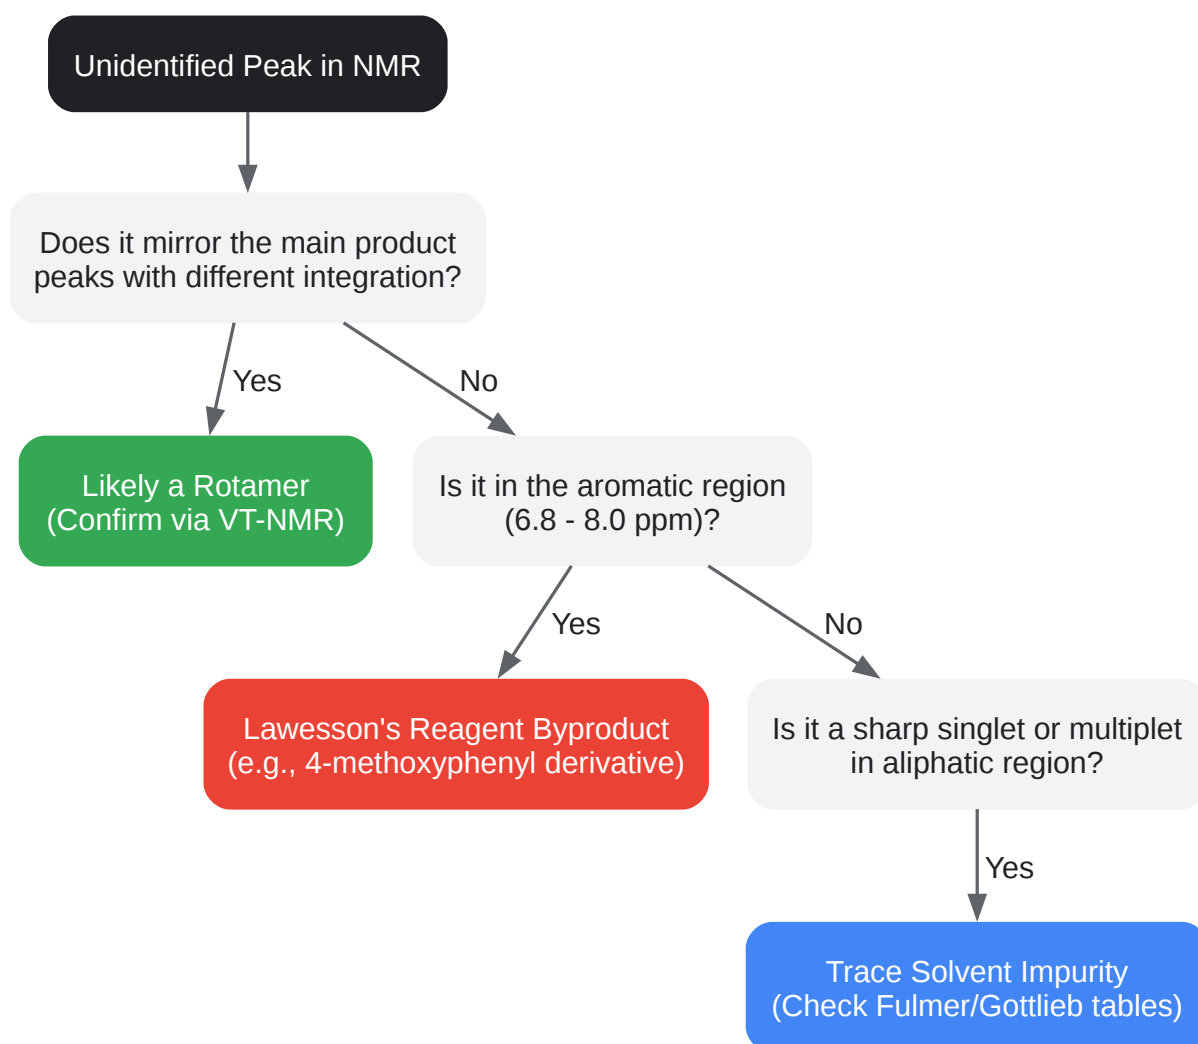 Unidentified Peak in NMR
Does it mirror the main product
peaks with different integration?
Yes
No
Likely a Rotamer
(Confirm via VT-NMR)
Is it in the aromatic region
(6.8 - 8.0 ppm)?
Yes
No
Lawesson's Reagent Byproduct
(e.g., 4-methoxyphenyl derivative)
Is it a sharp singlet or multiplet
in aliphatic region?
Yes
Trace Solvent Impurity
(Check Fulmer/Gottlieb tables)